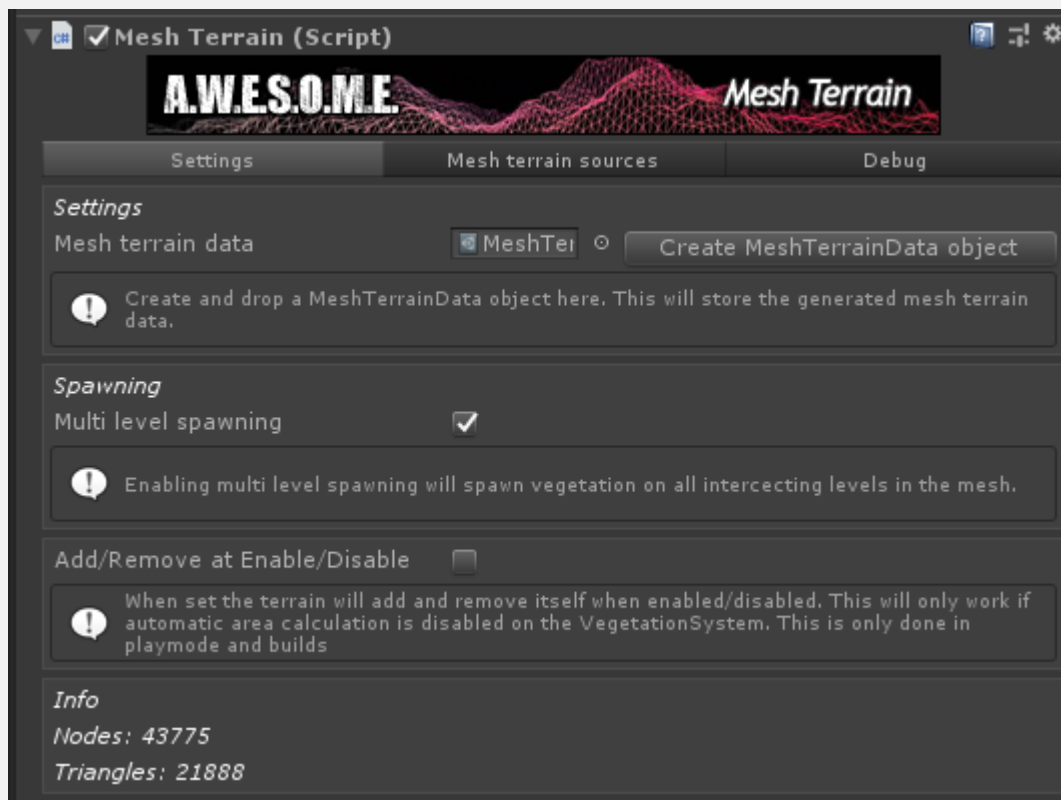 Mesh Terrain (Script)
A.W.E.S.O.M.E. Mesh Terrain
Settings Mesh terrain sources Debug
Settings
Mesh terrain data MeshTer Create MeshTerrainData object
Create and drop a MeshTerrainData object here. This will store the generated mesh terrain
data.
Spawning
Multi level spawning
Enabling multi level spawning will spawn vegetation on all intercecting levels in the mesh.
Add/Remove at Enable/Disable
When set the terrain will add and remove itself when enabled/disabled. This will only work if
automatic area calculation is disabled on the VegetationSystem. This is only done in
playmode and builds
Info
Nodes: 43775
Triangles: 21888